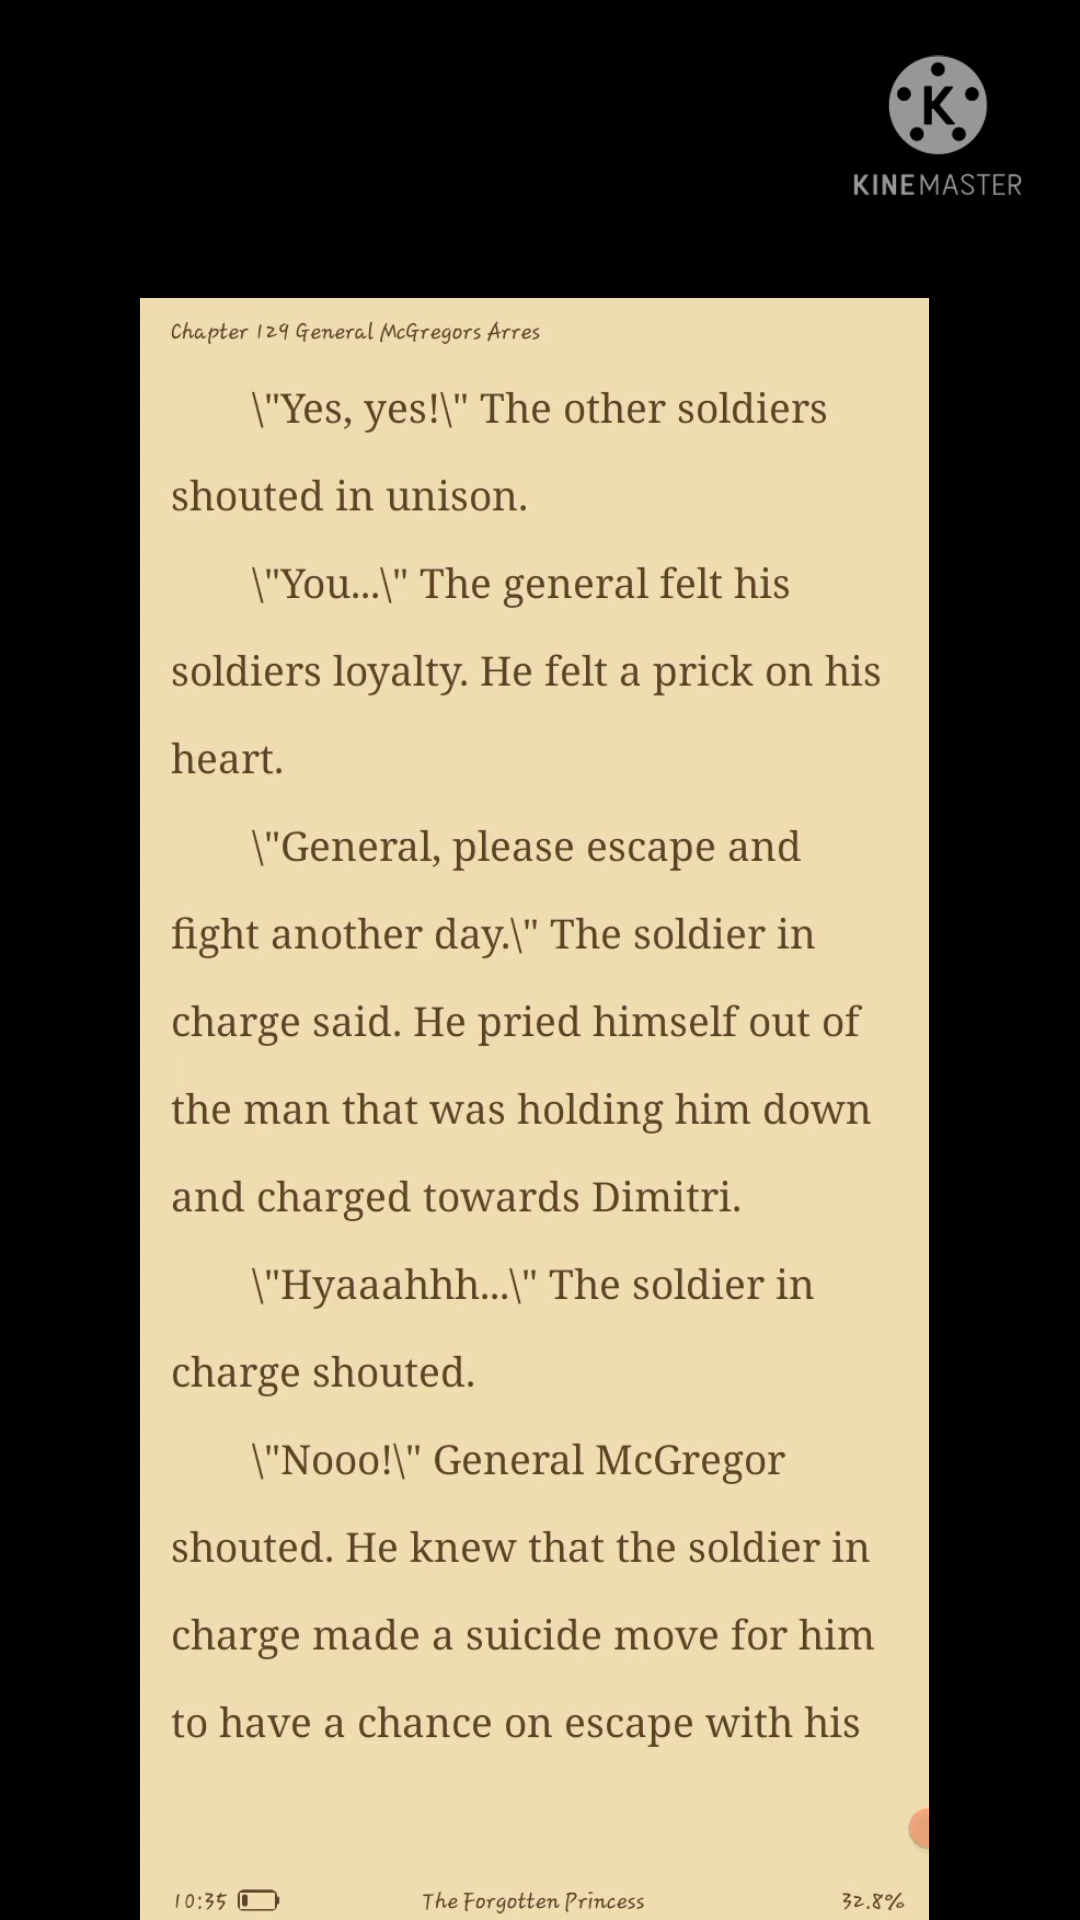 K
KINEMASTER
Chapter 129 General McGregors Arres
\"Yes, yes!\" The other soldiers
shouted in unison.
\"You...\" The general felt his
soldiers loyalty. He felt a prick on his
heart.
\"General, please escape and
fight another day.\" The soldier in
charge said. He pried himself out of
the man that was holding him down
and charged towards Dimitri.
\"Hyaaahhh...\" The soldier in
charge shouted.
\"Nooo!\" General McGregor
shouted. He knew that the soldier in
charge made a suicide move for him
to have a chance on escape with his
10:35 The Forgotten Princess 32.8%